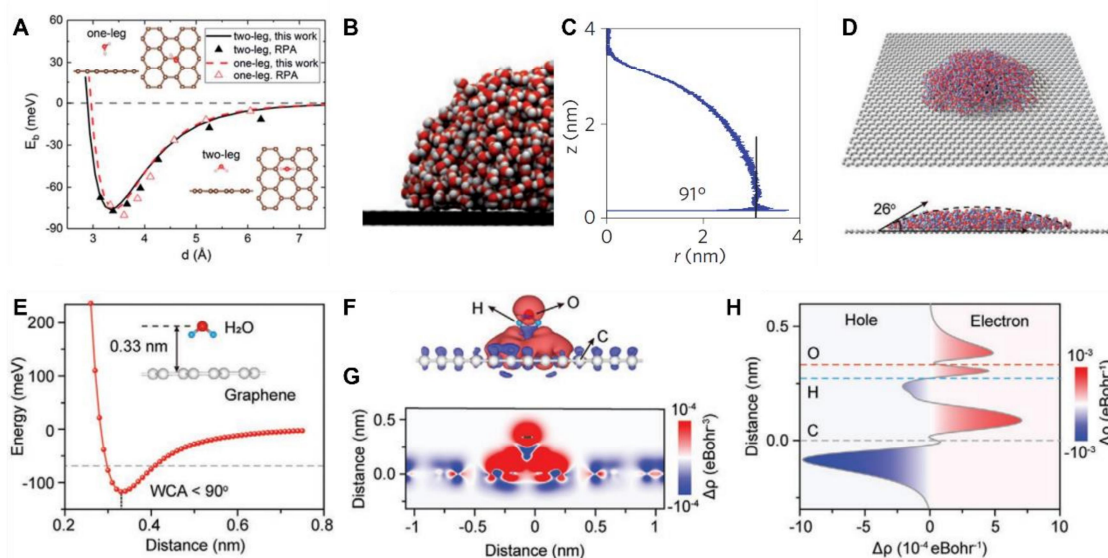 A
one-leg
two-leg, this work
two-leg, RPA
one-leg, this work
one-leg. RPA
two-leg
E_b (meV)
60
30
0
-30
-60
-90
3 4 5 6 7
d (Å)
B
C
z (nm)
4
2
0
91°
0 2 4
r (nm)
D
26°
E
Energy (meV)
200
100
0
-100
H₂O
0.33 nm
Graphene
WCA < 90°
0.2 0.4 0.6 0.8
Distance (nm)
F
H
O
C
G
Distance (nm)
0.5
0.0
-1 -0.5 0 0.5 1
Distance (nm)
10⁻⁴
-10⁻⁴
Δρ (eBohr⁻³)
H
Hole
Electron
O
H
C
Distance (nm)
0.5
0.0
-10 -5 0 5 10
Δρ (10⁻⁴ eBohr⁻¹)
10⁻³
-10⁻³
Δρ (eBohr⁻¹)